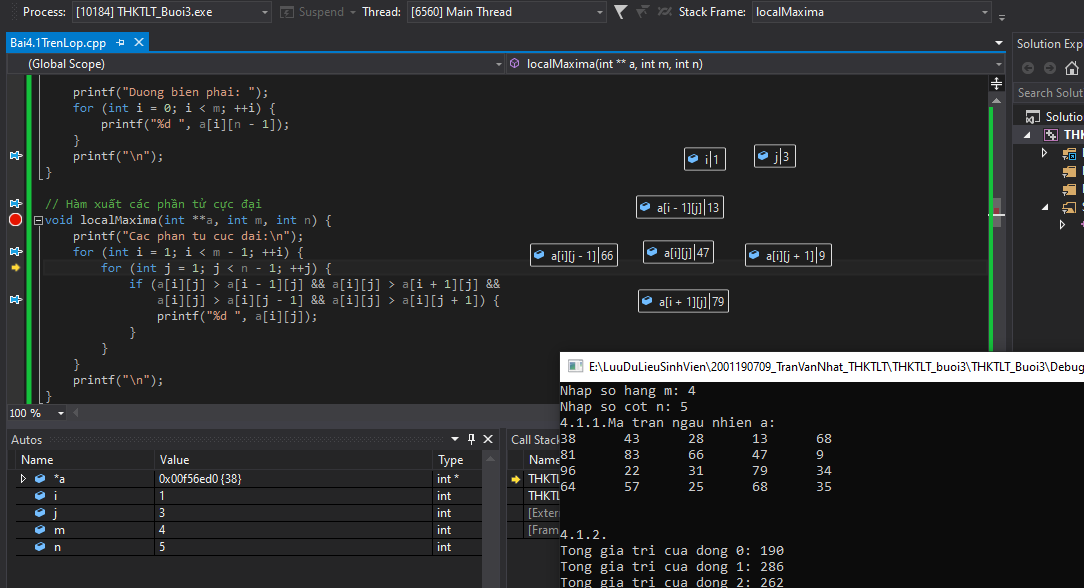 Process: [10184] THKTLT_Buoi3.exe Suspend Thread: [6560] Main Thread Stack Frame: localMaxima
Bai4.1TrenLop.cpp
(Global Scope) localMaxima(int ** a, int m, int n)
printf("Duong bien phai: ");
for (int i = 0; i < m; ++i) {
printf("%d ", a[i][n - 1]);
}
printf("\n");
}
// Hàm xuất các phần tử cực đại
void localMaxima(int **a, int m, int n) {
printf("Cac phan tu cuc dai:\n");
for (int i = 1; i < m - 1; ++i) {
for (int j = 1; j < n - 1; ++j) {
if (a[i][j] > a[i - 1][j] && a[i][j] > a[i + 1][j] &&
a[i][j] > a[i][j - 1] && a[i][j] > a[i][j + 1]) {
printf("%d ", a[i][j]);
}
}
}
printf("\n");
}
i|1
j|3
a[i - 1][j]|13
a[i][j - 1]|66
a[i][j]|47
a[i][j + 1]|9
a[i + 1][j]|79
Solution Exp
Search Solut
Solutio
THK
100 %
Autos
Name Value Type
*a 0x00f56ed0 {38} int *
i 1 int
j 3 int
m 4 int
n 5 int
Call Stack
Name
THKTL
THKTL
[Exter
[Fram
E:\LuuDuLieuSinhVien\2001190709_TranVanNhat_THKTLT\THKTLT_buoi3\THKTLT_Buoi3\Debug
Nhap so hang m: 4
Nhap so cot n: 5
4.1.1.Ma tran ngau nhien a:
38 43 28 13 68
81 83 66 47 9
96 22 31 79 34
64 57 25 68 35
4.1.2.
Tong gia tri cua dong 0: 190
Tong gia tri cua dong 1: 286
Tong gia tri cua dong 2: 262